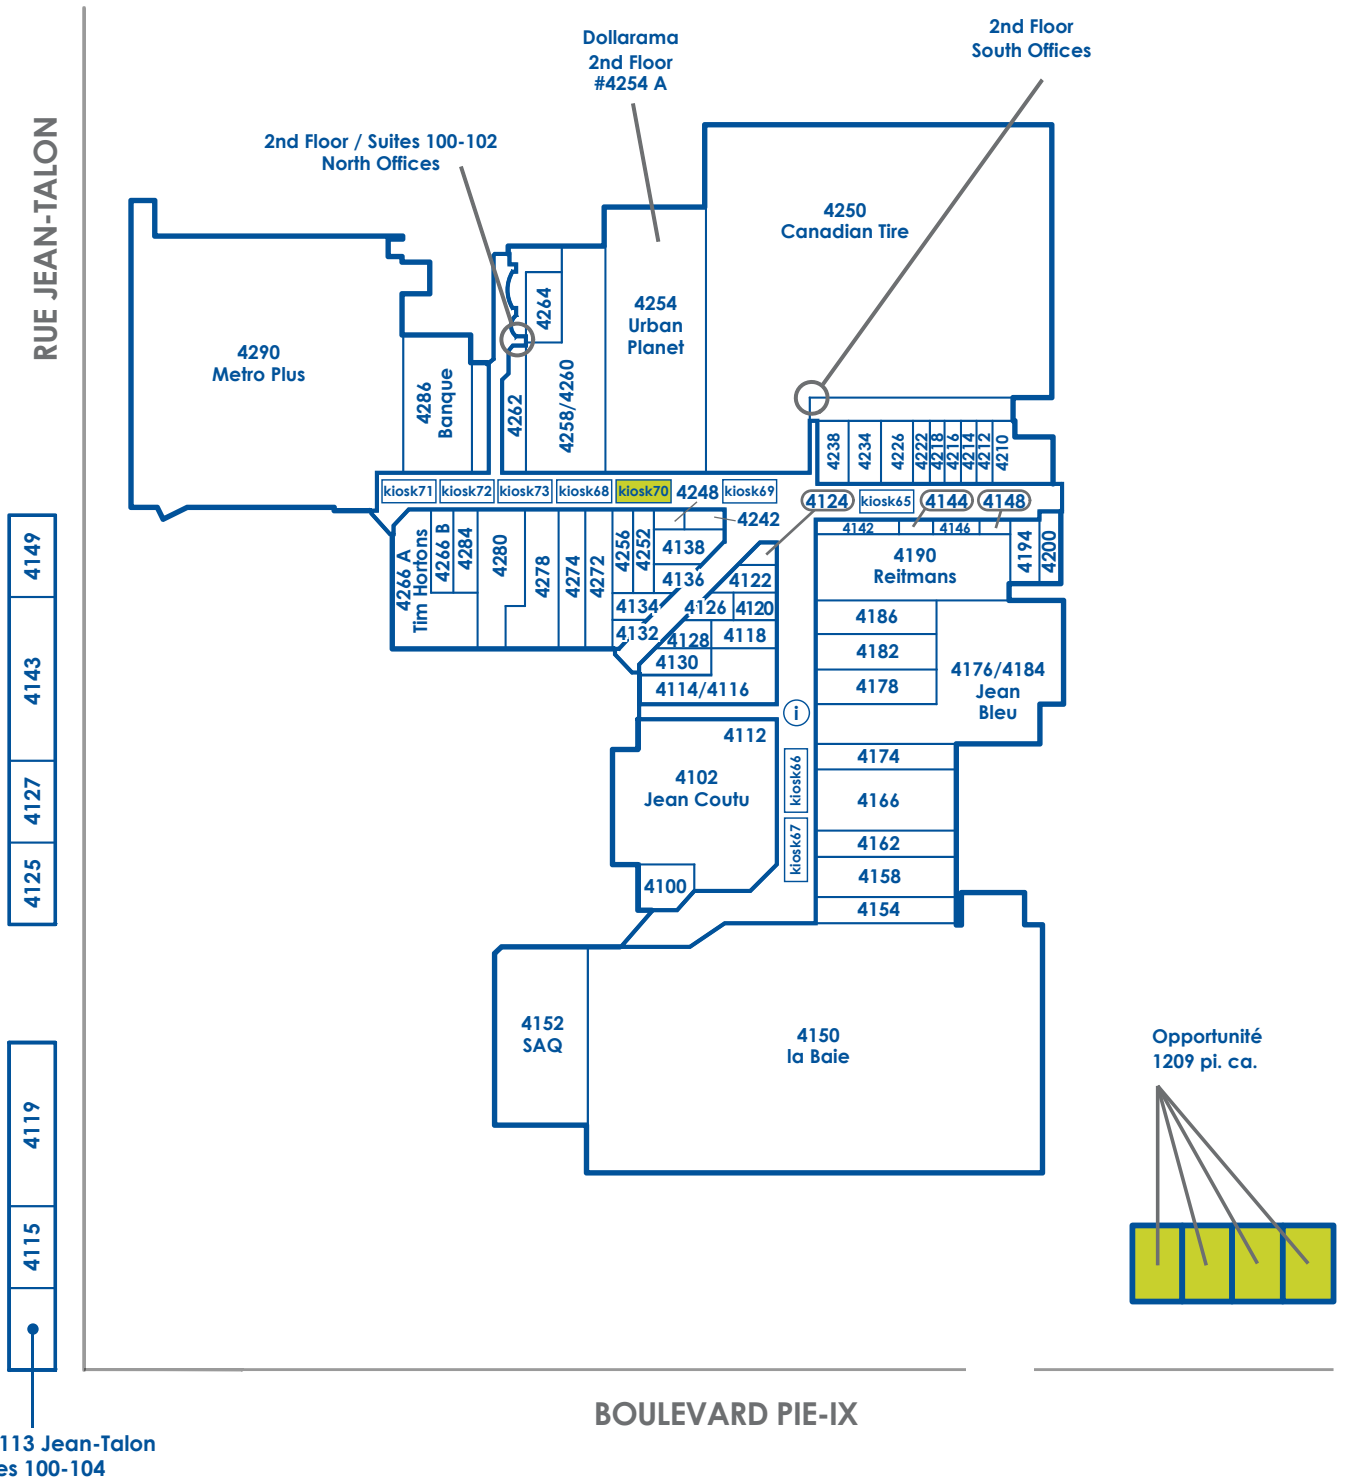 Dollarama
2nd Floor
#4254 A
2nd Floor
South Offices
2nd Floor / Suites 100-102
North Offices
RUE JEAN-TALON
4250
Canadian Tire
4264
4254
Urban
Planet
4290
Metro Plus
4286
Banque
4262
4258/4260
4238
4234
4226
4222
4218
4216
4214
4212
4210
kiosk71
kiosk72
kiosk73
kiosk68
kiosk70
4248
kiosk69
4124
kiosk65
4144
4148
4242
4142
4146
4149
4266 A
Tim Hortons
4266 B
4284
4280
4278
4274
4272
4256
4252
4138
4136
4134
4132
4122
4126
4120
4128
4118
4130
4114/4116
4190
Reitmans
4194
4200
4186
4182
4178
4176/4184
Jean
Bleu
i
4143
4112
4102
Jean Coutu
kiosk66
kiosk67
4174
4166
4162
4158
4154
4127
4125
4100
4152
SAQ
4150
la Baie
Opportunité
1209 pi. ca.
4119
4115
BOULEVARD PIE-IX
113 Jean-Talon
es 100-104